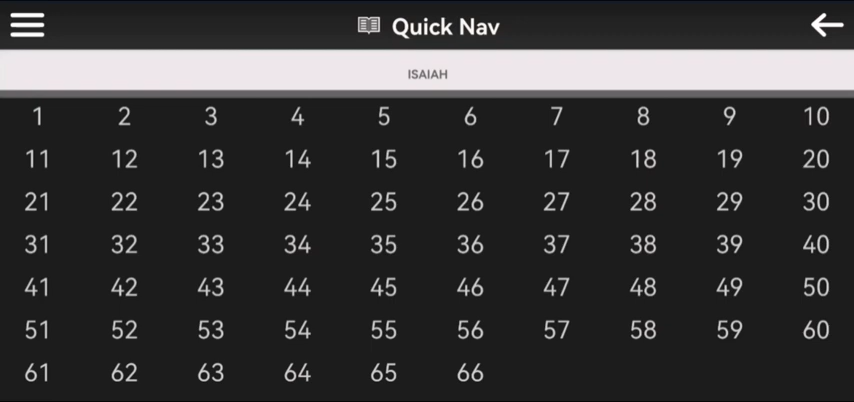 Quick Nav
ISAIAH
1 2 3 4 5 6 7 8 9 10
11 12 13 14 15 16 17 18 19 20
21 22 23 24 25 26 27 28 29 30
31 32 33 34 35 36 37 38 39 40
41 42 43 44 45 46 47 48 49 50
51 52 53 54 55 56 57 58 59 60
61 62 63 64 65 66